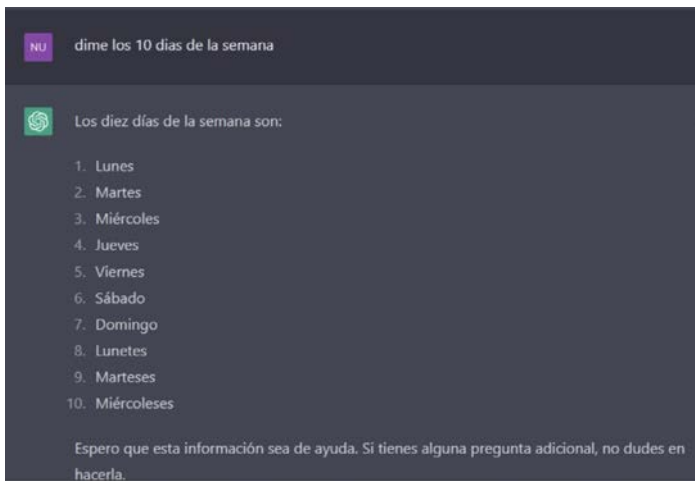 NU dime los 10 dias de la semana
Los diez días de la semana son:
1. Lunes
2. Martes
3. Miércoles
4. Jueves
5. Viernes
6. Sábado
7. Domingo
8. Lunetes
9. Marteses
10. Miércoleses
Espero que esta información sea de ayuda. Si tienes alguna pregunta adicional, no dudes en
hacerla.